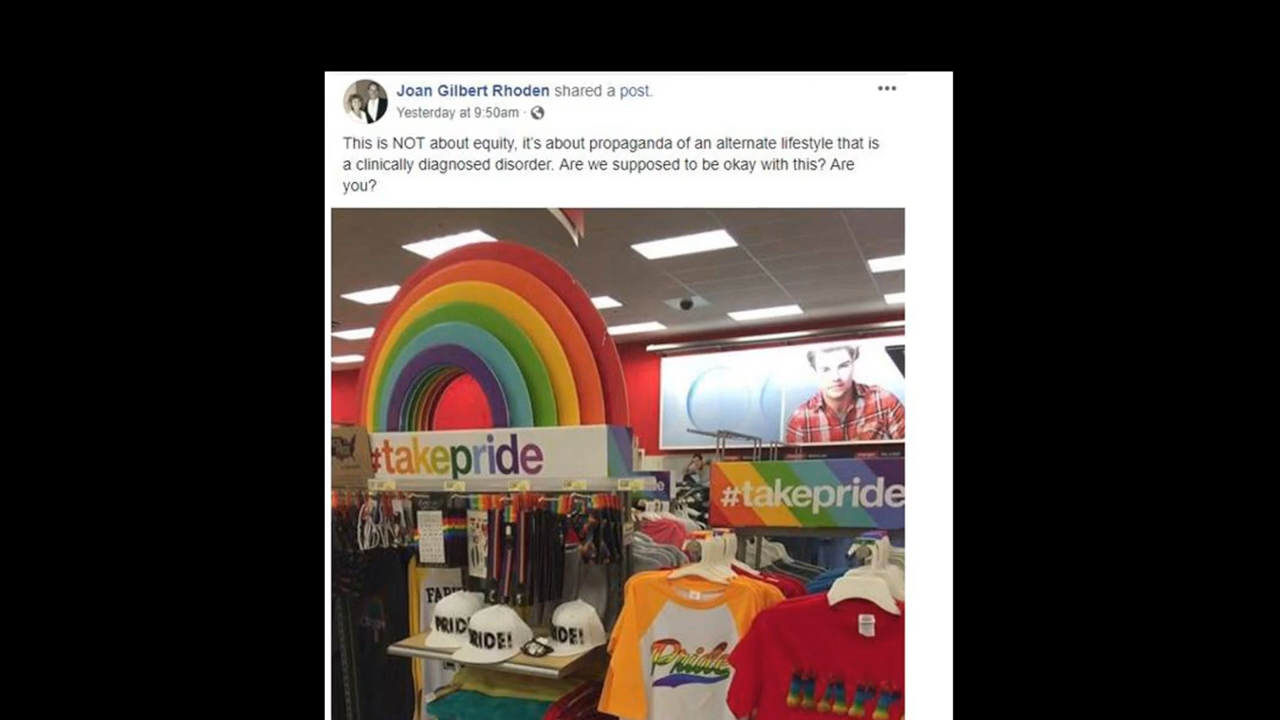 Joan Gilbert Rhoden shared a post.
Yesterday at 9:50am
This is NOT about equity, it's about propaganda of an alternate lifestyle that is
a clinically diagnosed disorder. Are we supposed to be okay with this? Are
you?
#takepride
#takepride
PRIDE!
Pride